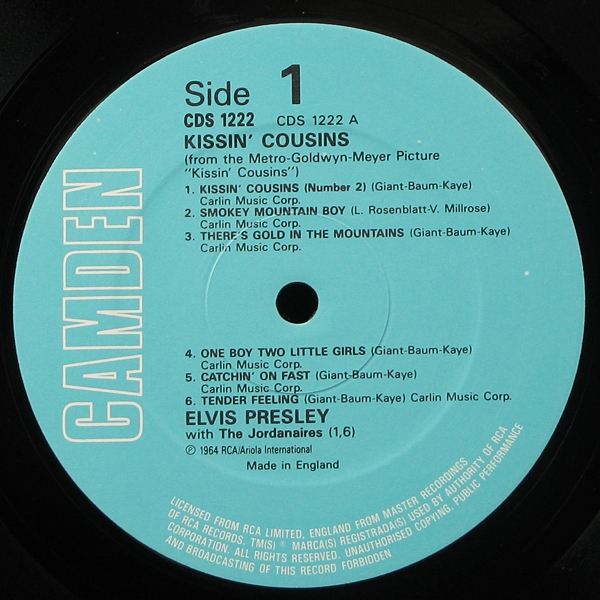 Side 1
CDS 1222 CDS 1222 A
KISSIN' COUSINS
(from the Metro-Goldwyn-Meyer Picture
"Kissin' Cousins")
1. KISSIN' COUSINS (Number 2) (Giant-Baum-Kaye)
Carlin Music Corp.
2. SMOKEY MOUNTAIN BOY (L. Rosenblatt-V. Millrose)
Carlin Music Corp.
3. THERE'S GOLD IN THE MOUNTAINS (Giant-Baum-Kaye)
Carlin Music Corp.
CAMDEN
4. ONE BOY TWO LITTLE GIRLS (Giant-Baum-Kaye)
Carlin Music Corp.
5. CATCHIN' ON FAST (Giant-Baum-Kaye)
Carlin Music Corp.
6. TENDER FEELING (Giant-Baum-Kaye) Carlin Music Corp.
ELVIS PRESLEY
with The Jordanaires (1,6)
℗ 1964 RCA/Ariola International
Made in England
LICENSED FROM RCA LIMITED, ENGLAND FROM MASTER RECORDINGS
OF RCA RECORDS. TM(S) ® MARCA(S) REGISTRADA(S) USED BY AUTHORITY OF RCA
CORPORATION. ALL RIGHTS RESERVED. UNAUTHORISED COPYING, PUBLIC PERFORMANCE
AND BROADCASTING OF THIS RECORD FORBIDDEN